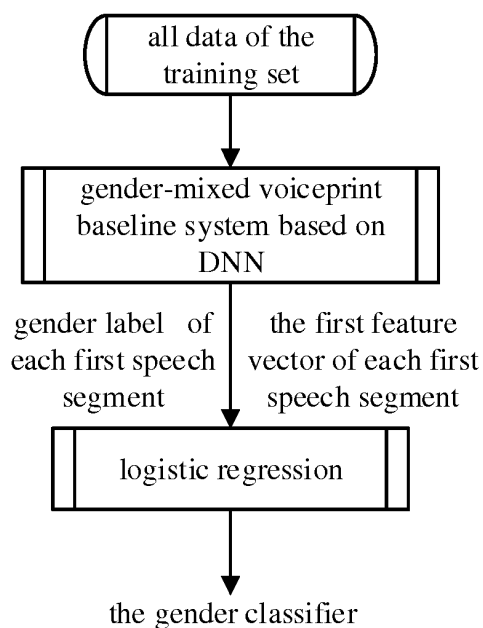 all data of the
training set
gender-mixed voiceprint
baseline system based on
DNN
gender label of
each first speech
segment
the first feature
vector of each first
speech segment
logistic regression
the gender classifier